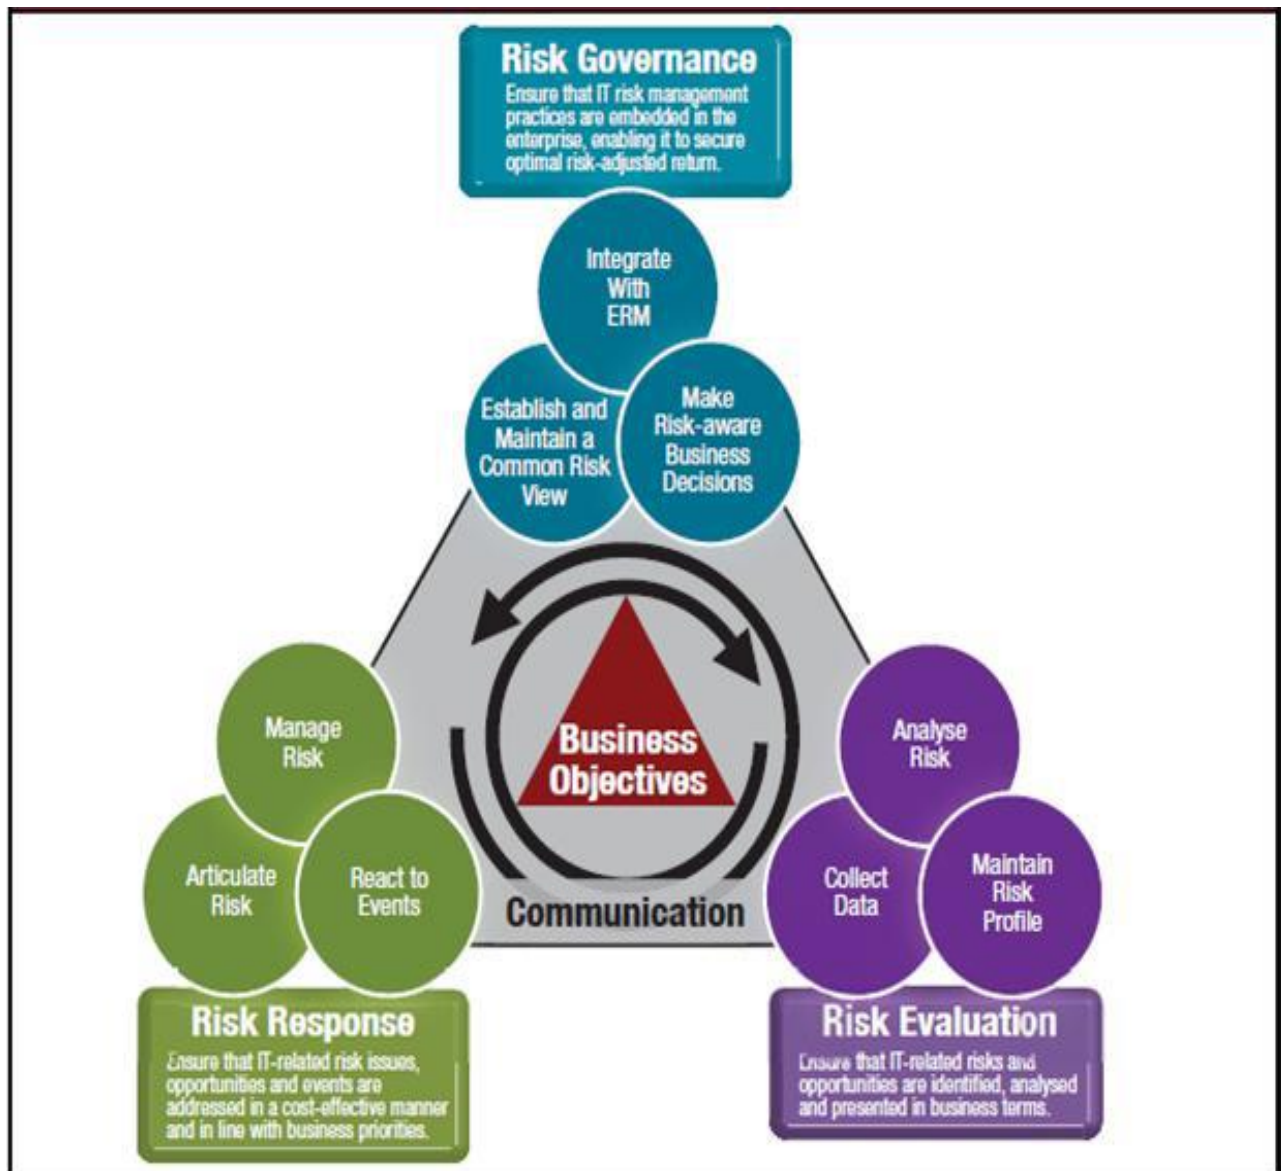 Risk Governance
Ensure that IT risk management
practices are embedded in the
enterprise, enabling it to secure
optimal risk-adjusted return.
Integrate
With
ERM
Establish and
Maintain a
Common Risk
View
Make
Risk-aware
Business
Decisions
Business
Objectives
Communication
Manage
Risk
Articulate
Risk
React to
Events
Risk Response
Ensure that IT-related risk issues,
opportunities and events are
addressed in a cost-effective manner
and in line with business priorities.
Analyse
Risk
Collect
Data
Maintain
Risk
Profile
Risk Evaluation
Ensure that IT-related risks and
opportunities are identified, analysed
and presented in business terms.